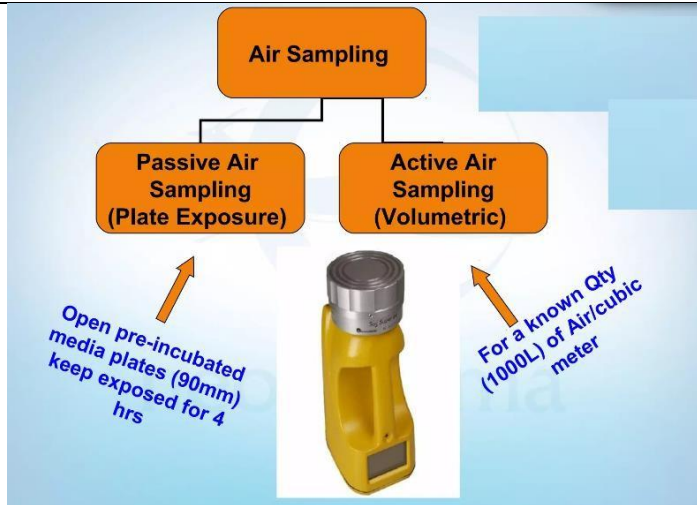 Air Sampling
Passive Air
Sampling
(Plate Exposure)
Active Air
Sampling
(Volumetric)
Open pre-incubated
media plates (90mm)
keep exposed for 4
hrs
For a known Qty
(1000L) of Air/cubic
meter